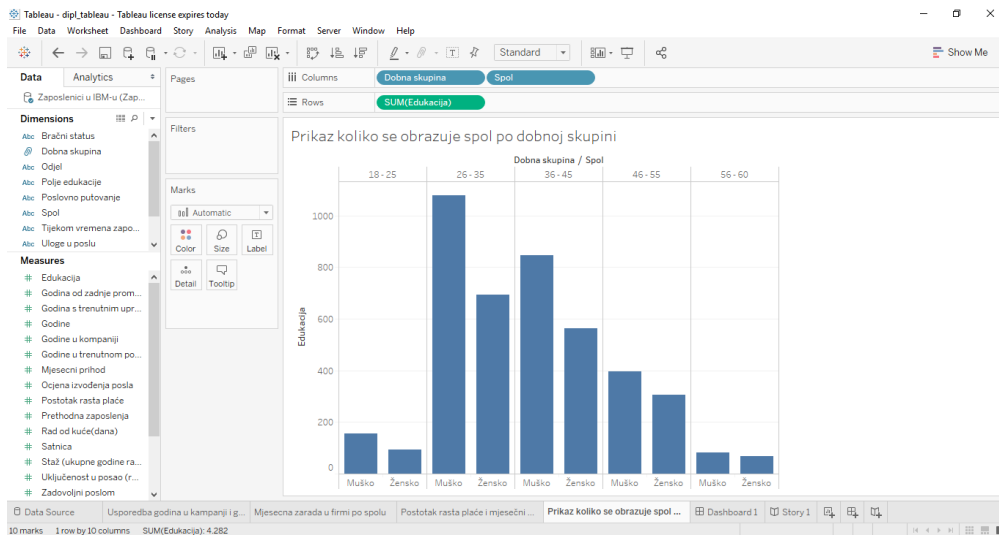 Tableau - dipl_tableau - Tableau license expires today
File Data Worksheet Dashboard Story Analysis Map Format Server Window Help
Standard
Show Me
Data Analytics
Zaposlenici u IBM-u (Zap...
Dimensions
Abc Bračni status
Dobna skupina
Abc Odjel
Abc Polje edukacije
Abc Poslovno putovanje
Abc Spol
Abc Tijekom vremena zapo...
Abc Uloge u poslu
Measures
# Edukacija
# Godina od zadnje prom...
# Godina s trenutnim upr...
# Godine
# Godine u kompaniji
# Godine u trenutnom po...
# Mjesecni prihod
# Ocjena izvođenja posla
# Postotak rasta plaće
# Prethodna zaposlenja
# Rad od kuće(dana)
# Satnica
# Staž (ukupne godine ra...
# Uključenost u posao (r...
# Zadovoljni poslom
Pages
Filters
Marks
Automatic
Color Size Label
Detail Tooltip
Columns Dobna skupina Spol
Rows SUM(Edukacija)
Prikaz koliko se obrazuje spol po dobnoj skupini
Dobna skupina / Spol
18 - 25 26 - 35 36 - 45 46 - 55 56 - 60
Edukacija
1000
800
600
400
200
0
Muško Žensko Muško Žensko Muško Žensko Muško Žensko Muško Žensko
Data Source Usporedba godina u kampanji i g... Mjesecna zarada u firmi po spolu Postotak rasta plaće i mjesečni ... Prikaz koliko se obrazuje spol ... Dashboard 1 Story 1
10 marks 1 row by 10 columns SUM(Edukacija): 4.282